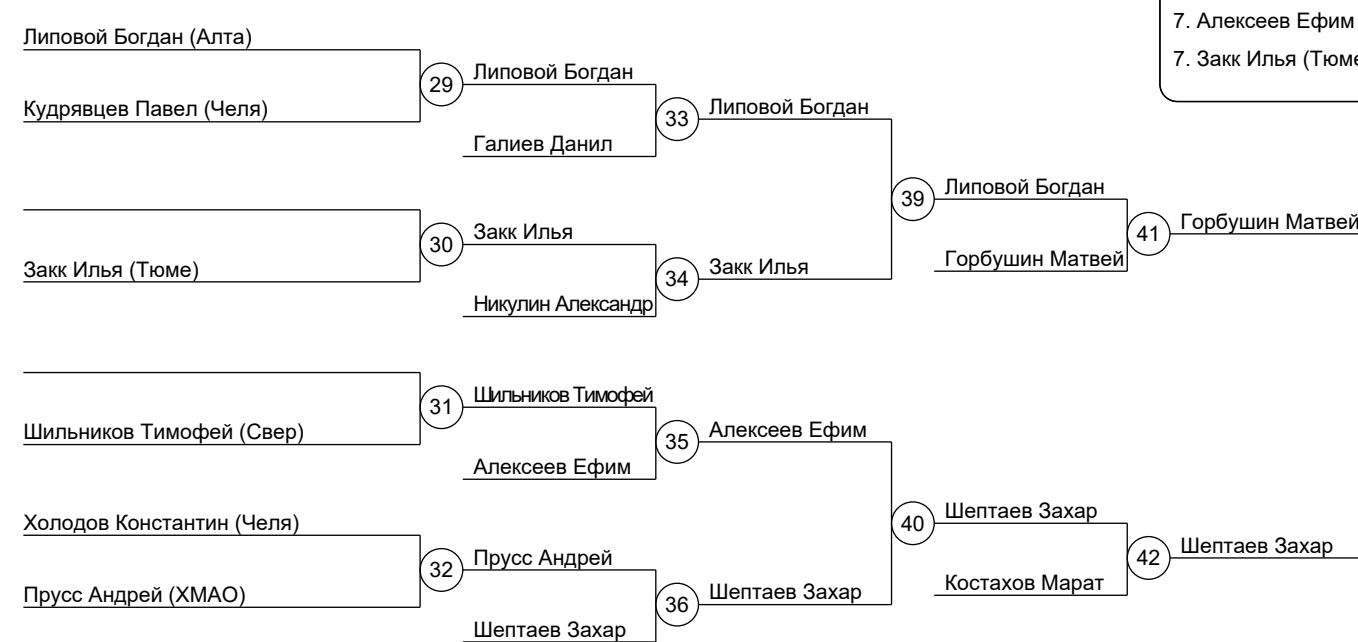 7. Алексеев Ефим
7. Закк Илья (Тюме
Липовой Богдан (Алта)
Кудрявцев Павел (Челя)
29
Липовой Богдан
Галиев Данил
33
Липовой Богдан
Закк Илья (Тюме)
30
Закк Илья
Никулин Александр
34
Закк Илья
39
Липовой Богдан
Горбушин Матвей
41
Горбушин Матвей
Шильников Тимофей (Свер)
31
Шильников Тимофей
Алексеев Ефим
35
Алексеев Ефим
Холодов Константин (Челя)
Прусс Андрей (ХМАО)
32
Прусс Андрей
Шептаев Захар
36
Шептаев Захар
40
Шептаев Захар
Костахов Марат
42
Шептаев Захар